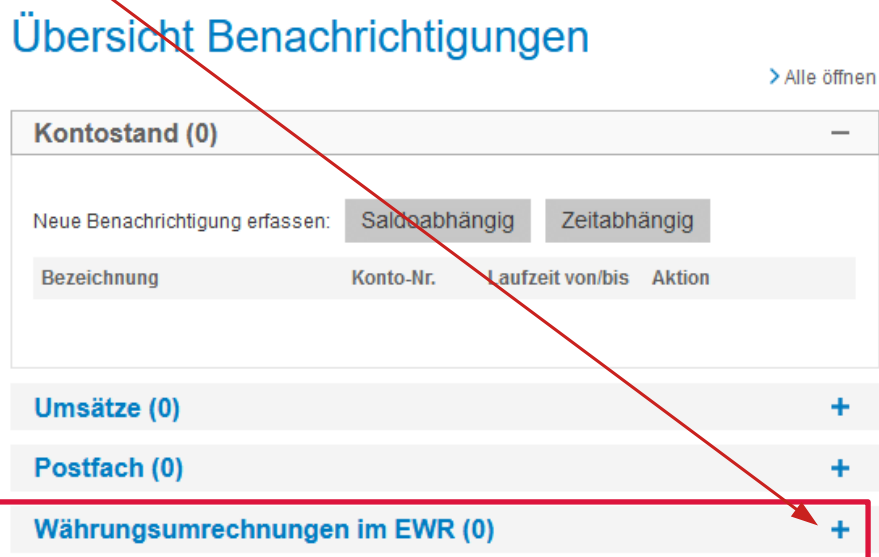 Übersicht Benachrichtigungen
Alle öffnen
Kontostand (0)
Neue Benachrichtigung erfassen: Saldoabhängig Zeitabhängig
Bezeichnung Konto-Nr. Laufzeit von/bis Aktion
Umsätze (0)
Postfach (0)
Währungsumrechnungen im EWR (0)